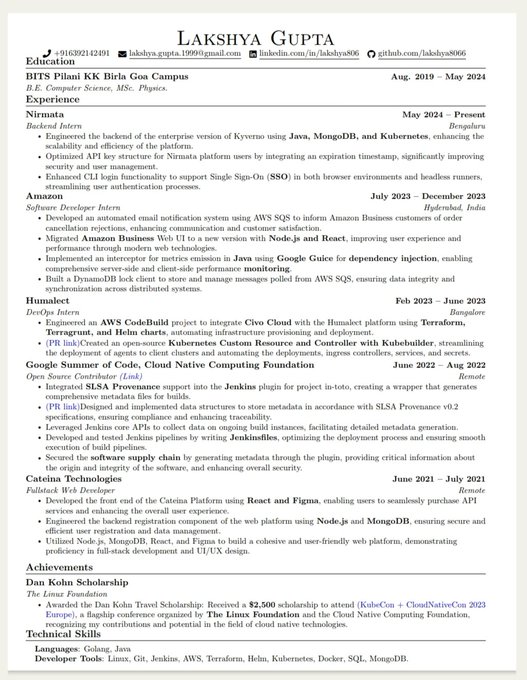 Lakshya Gupta
+916392142491 lakshya.gupta.1999@gmail.com linkedin.com/in/lakshya806 github.com/lakshya8066
Education
BITS Pilani KK Birla Goa Campus Aug. 2019 – May 2024
B.E. Computer Science, MSc. Physics.
Experience
Nirmata May 2024 – Present
Backend Intern Bengaluru
• Engineered the backend of the enterprise version of Kyverno using Java, MongoDB, and Kubernetes, enhancing the
scalability and efficiency of the platform.
• Optimized API key structure for Nirmata platform users by integrating an expiration timestamp, significantly improving
security and user management.
• Enhanced CLI login functionality to support Single Sign-On (SSO) in both browser environments and headless runners,
streamlining user authentication processes.
Amazon July 2023 – December 2023
Software Developer Intern Hyderabad, India
• Developed an automated email notification system using AWS SQS to inform Amazon Business customers of order
cancellation rejections, enhancing communication and customer satisfaction.
• Migrated Amazon Business Web UI to a new version with Node.js and React, improving user experience and
performance through modern web technologies.
• Implemented an interceptor for metrics emission in Java using Google Guice for dependency injection, enabling
comprehensive server-side and client-side performance monitoring.
• Built a DynamoDB lock client to store and manage messages polled from AWS SQS, ensuring data integrity and
synchronization across distributed systems.
Humalect Feb 2023 – June 2023
DevOps Intern Bangalore
• Engineered an AWS CodeBuild project to integrate Civo Cloud with the Humalect platform using Terraform,
Terragrunt, and Helm charts, automating infrastructure provisioning and deployment.
• (PR link)Created an open-source Kubernetes Custom Resource and Controller with Kubebuilder, streamlining
the deployment of agents to client clusters and automating the deployments, ingress controllers, services, and secrets.
Google Summer of Code, Cloud Native Computing Foundation June 2022 – Aug 2022
Open Source Contributor (Link) Remote
• Integrated SLSA Provenance support into the Jenkins plugin for project in-toto, creating a wrapper that generates
comprehensive metadata files for builds.
• (PR link)Designed and implemented data structures to store metadata in accordance with SLSA Provenance v0.2
specifications, ensuring compliance and enhancing traceability.
• Leveraged Jenkins core APIs to collect data on ongoing build instances, facilitating detailed metadata generation.
• Developed and tested Jenkins pipelines by writing Jenkinsfiles, optimizing the deployment process and ensuring smooth
execution of build pipelines.
• Secured the software supply chain by generating metadata through the plugin, providing critical information about
the origin and integrity of the software, and enhancing overall security.
Cateina Technologies June 2021 – July 2021
Fullstack Web Developer Remote
• Developed the front end of the Cateina Platform using React and Figma, enabling users to seamlessly purchase API
services and enhancing the overall user experience.
• Engineered the backend registration component of the web platform using Node.js and MongoDB, ensuring secure and
efficient user registration and data management.
• Utilized Node.js, MongoDB, React, and Figma to build a cohesive and user-friendly web platform, demonstrating
proficiency in full-stack development and UI/UX design.
Achievements
Dan Kohn Scholarship
The Linux Foundation
• Awarded the Dan Kohn Travel Scholarship: Received a $2,500 scholarship to attend (KubeCon + CloudNativeCon 2023
Europe), a flagship conference organized by The Linux Foundation and the Cloud Native Computing Foundation,
recognizing my contributions and potential in the field of cloud native technologies.
Technical Skills
Languages: Golang, Java
Developer Tools: Linux, Git, Jenkins, AWS, Terraform, Helm, Kubernetes, Docker, SQL, MongoDB.